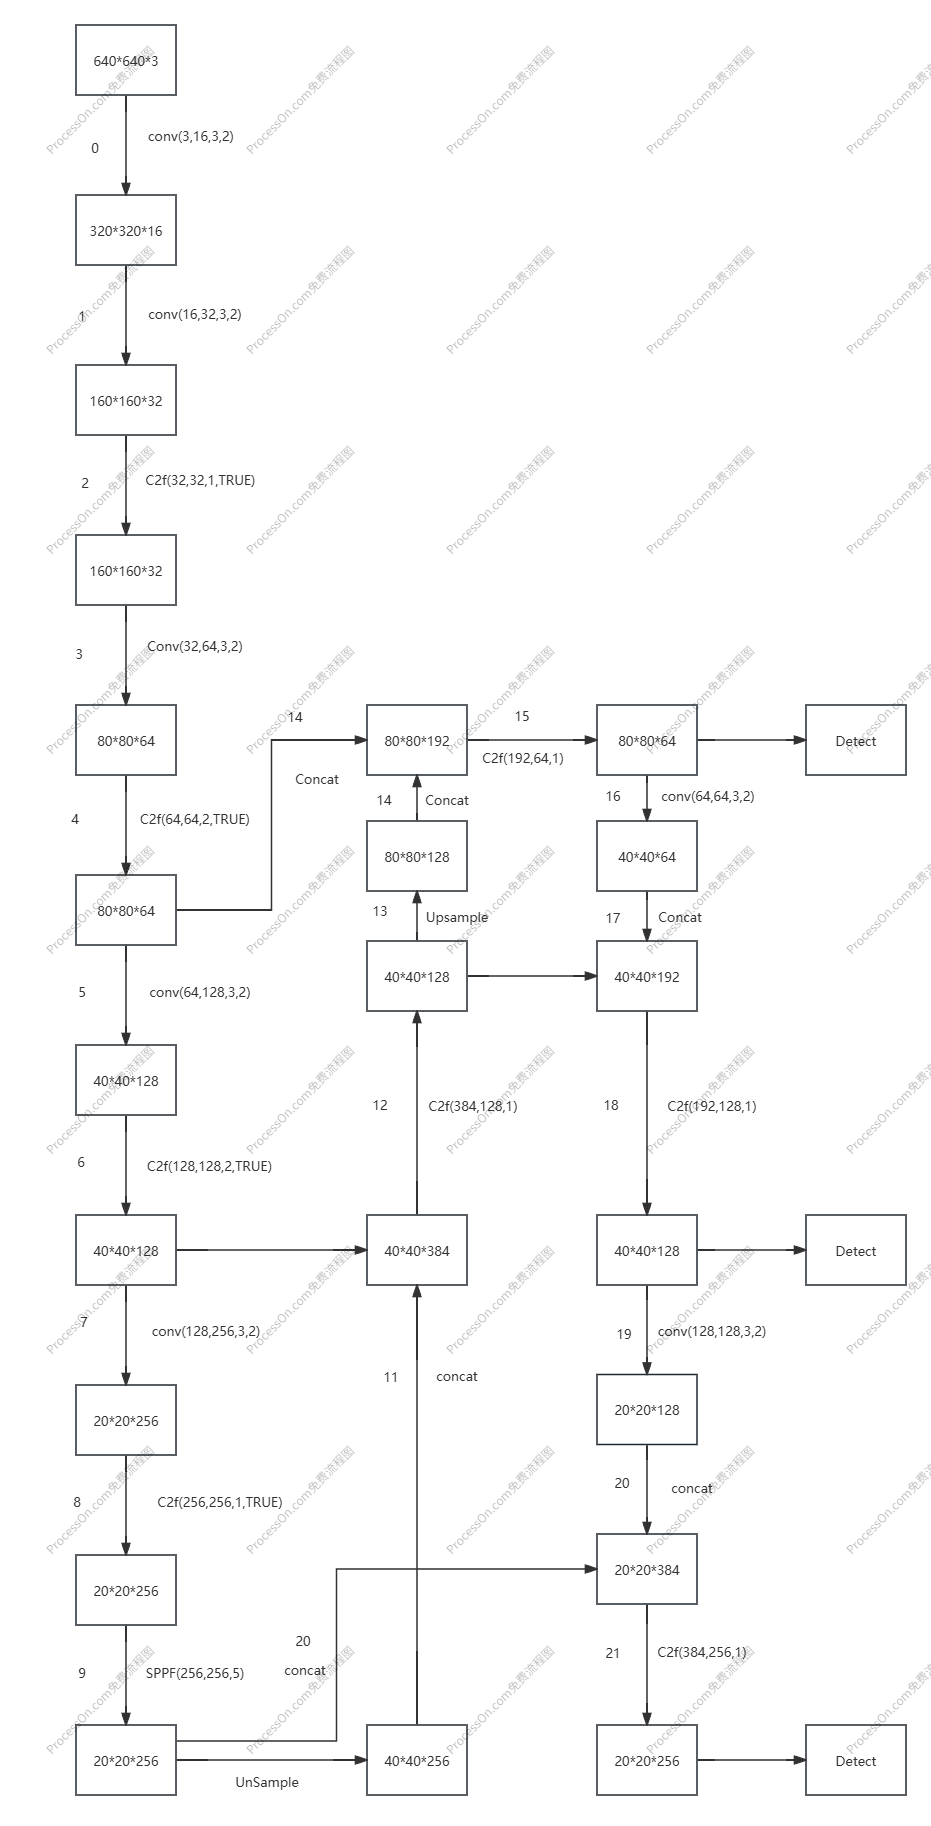 640*640*3
0
conv(3,16,3,2)
320*320*16
1
conv(16,32,3,2)
160*160*32
2
C2f(32,32,1,TRUE)
160*160*32
3
Conv(32,64,3,2)
80*80*64
4
C2f(64,64,2,TRUE)
80*80*64
5
conv(64,128,3,2)
40*40*128
6
C2f(128,128,2,TRUE)
40*40*128
7
conv(128,256,3,2)
20*20*256
8
C2f(256,256,1,TRUE)
20*20*256
9
SPPF(256,256,5)
20*20*256
UnSample
40*40*256
11
concat
40*40*384
12
C2f(384,128,1)
40*40*128
13
Upsample
80*80*128
14
Concat
80*80*192
14
Concat
15
C2f(192,64,1)
80*80*64
Detect
16
conv(64,64,3,2)
40*40*64
17
Concat
40*40*192
18
C2f(192,128,1)
40*40*128
Detect
19
conv(128,128,3,2)
20*20*128
20
concat
20*20*384
20
concat
21
C2f(384,256,1)
20*20*256
Detect
ProcessOn.com免费流程图